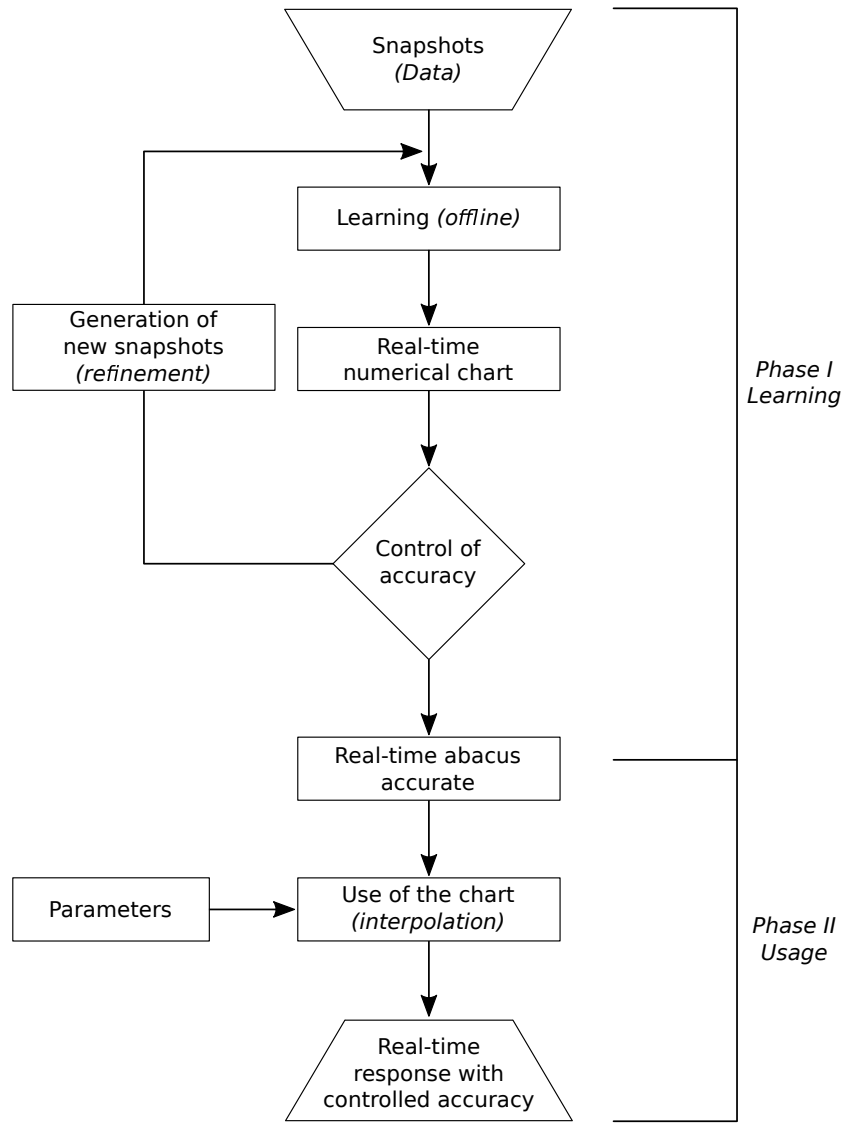 Snapshots
(Data)
Learning (offline)
Generation of
new snapshots
(refinement)
Real-time
numerical chart
Phase I
Learning
Control of
accuracy
Real-time abacus
accurate
Parameters
Use of the chart
(interpolation)
Phase II
Usage
Real-time
response with
controlled accuracy